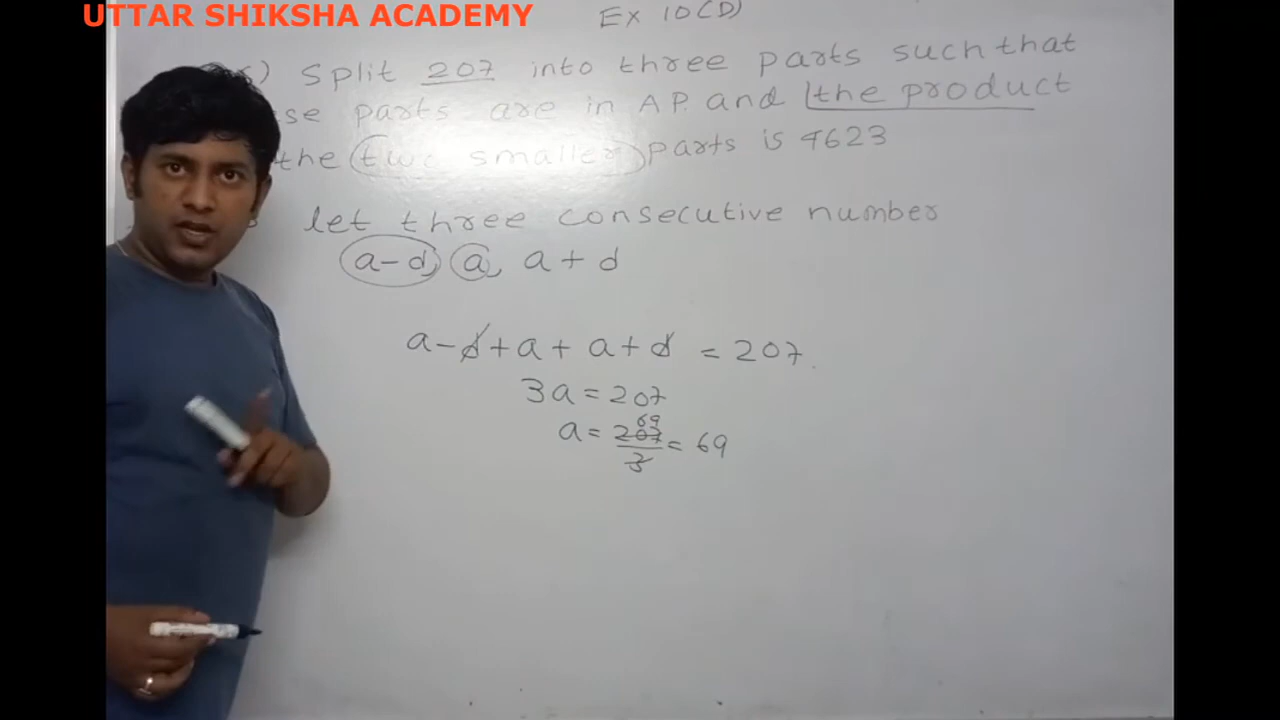 UTTAR SHIKSHA ACADEMY
Ex 10(D)
Split 207 into three parts such that
se parts are in AP. and the product
the two smaller parts is 4623
let three consecutive number
a-d, a, a+d
a-d+a+a+d = 207.
3a=207
69
a=207/3=69